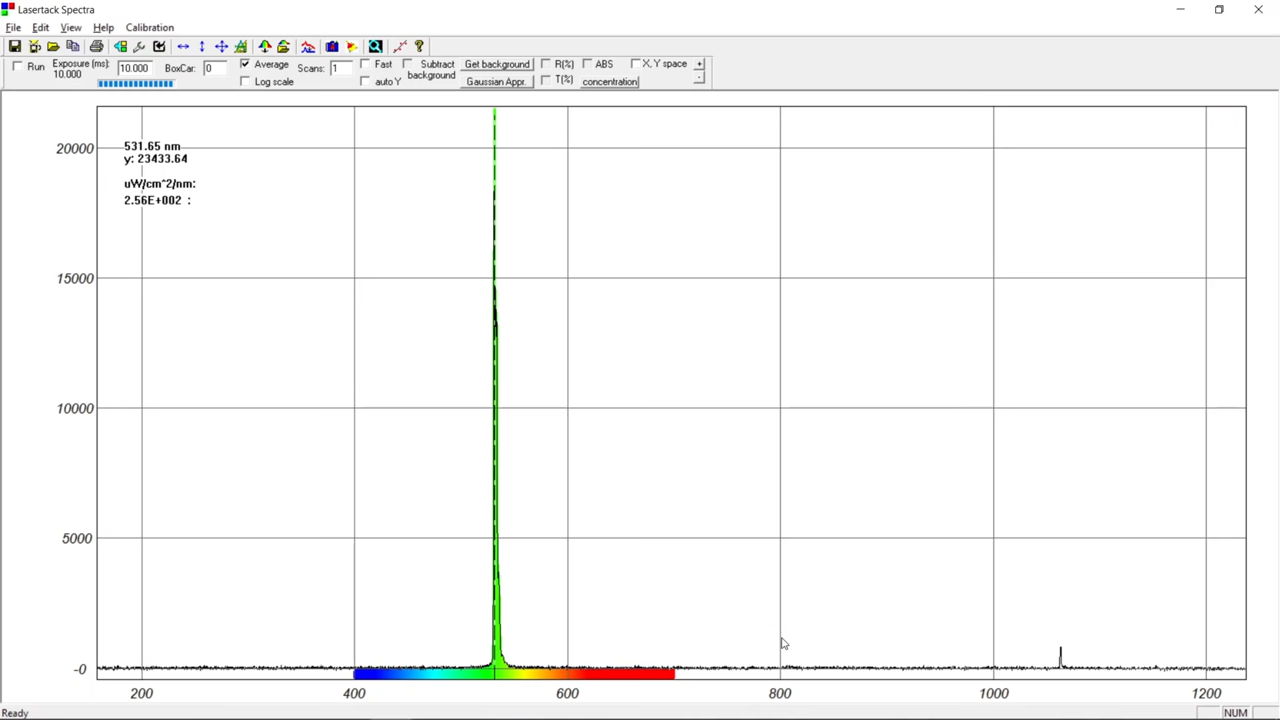 Lasertack Spectra
File Edit View Help Calibration
Run Exposure (ms): 10.000 BoxCar: 0 Average Scans: 1 Fast Subtract background Get background R(%) ABS X, Y space +
10.000 Log scale auto Y Gaussian Appr. T(%) concentration -
531.65 nm
y: 23433.64
uW/cm^2/nm:
2.56E+002 :
20000
15000
10000
5000
-0
200 400 600 800 1000 1200
Ready NUM